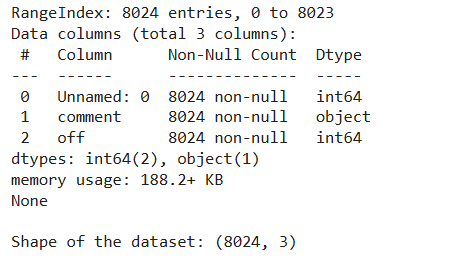 RangeIndex: 8024 entries, 0 to 8023
Data columns (total 3 columns):
 #   Column      Non-Null Count  Dtype
---  ------      --------------  -----
 0   Unnamed: 0  8024 non-null   int64
 1   comment     8024 non-null   object
 2   off         8024 non-null   int64
dtypes: int64(2), object(1)
memory usage: 188.2+ KB
None

Shape of the dataset: (8024, 3)